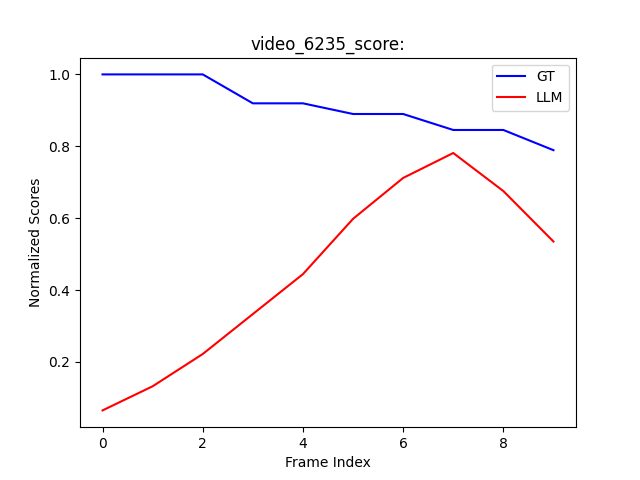 video_6235_score:
GT
LLM
Normalized Scores
1.0
0.8
0.6
0.4
0.2
0 2 4 6 8
Frame Index